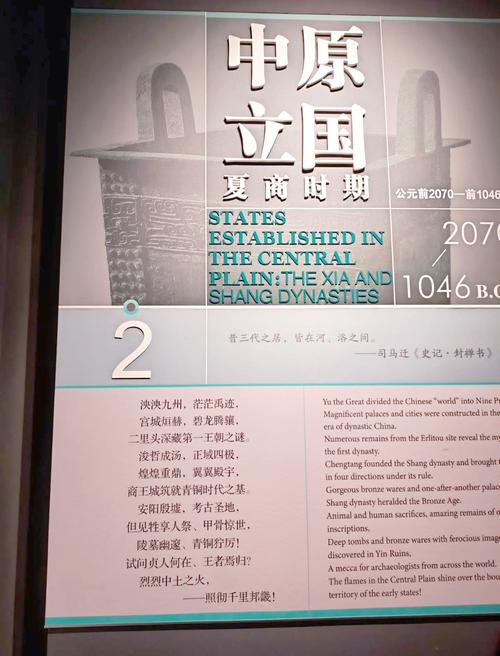 中原
立国
夏商时期
公元前2070—前1046
STATES
ESTABLISHED IN
THE CENTRAL
PLAIN:THE XIA AND
SHANG DYNASTIES
2070
/
1046 B.C
2
昔三代之居，皆在河、洛之间。
——司马迁《史记·封禅书》
泱泱九州，茫茫禹迹，
宫城烜赫，碧龙腾骧，
二里头深藏第一王朝之谜。
浚哲成汤，正域四极，
煌煌重鼎，翼翼殿宇，
商王城筑就青铜时代之基。
安阳殷墟，考古圣地，
但见牲享人祭、甲骨惊世，
陵墓幽邃、青铜狞厉！
试问贞人何在、王者焉归？
烈烈中土之火，
——照彻千里邦畿！
Yu the Great divided the Chinese "world" into Nine Pr
Magnificent palaces and cities were constructed in the
era of dynastic China.
Numerous remains from the Erlitou site reveal the my
the first dynasty.
Chengtang founded the Shang dynasty and brought t
in four directions under its rule.
Gorgeous bronze wares and one-after-another palac
Shang dynasty heralded the Bronze Age.
Animal and human sacrifices, amazing remains of o
inscriptions,
Deep tombs and bronze wares with ferocious image
discovered in Yin Ruins,
A mecca for archaeologists from across the world.
The flames in the Central Plain shine over the bou
territory of the early states!